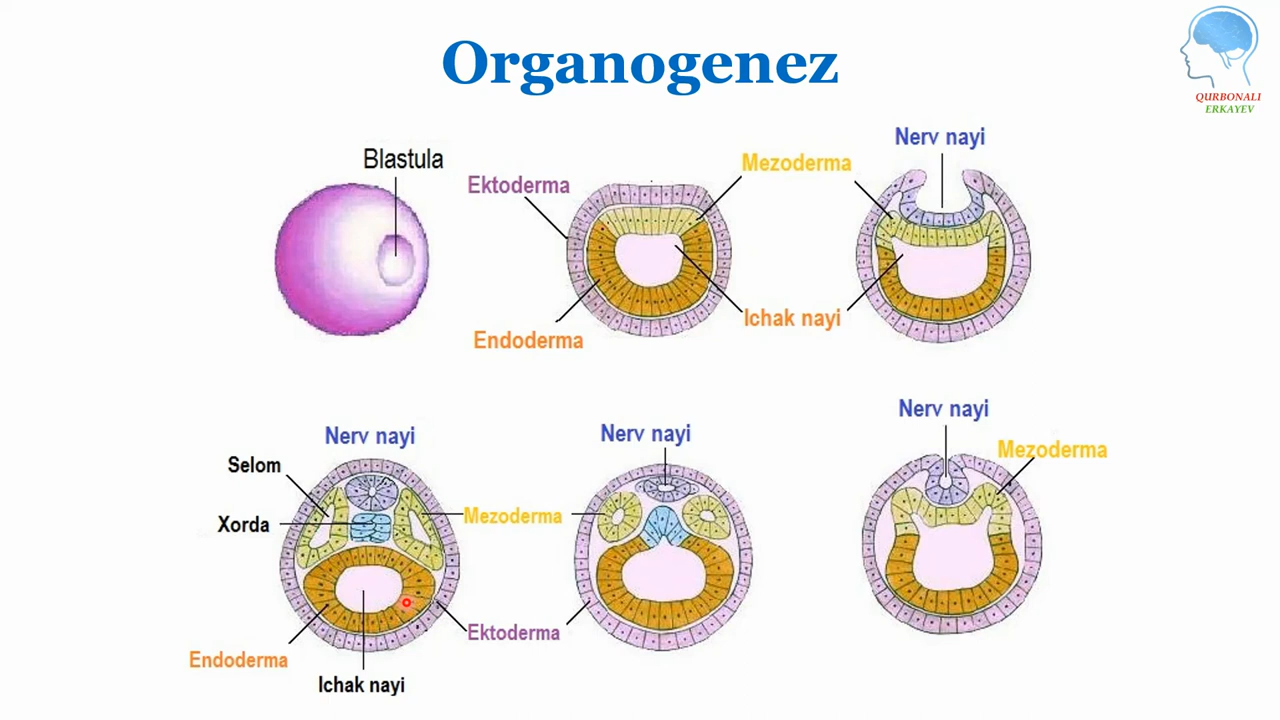 Organogenez
QURBONALI
ERKAYEV
Blastula
Ektoderma
Mezoderma
Nerv nayi
Endoderma
Ichak nayi
Nerv nayi
Selom
Xorda
Mezoderma
Nerv nayi
Nerv nayi
Mezoderma
Ektoderma
Endoderma
Ichak nayi